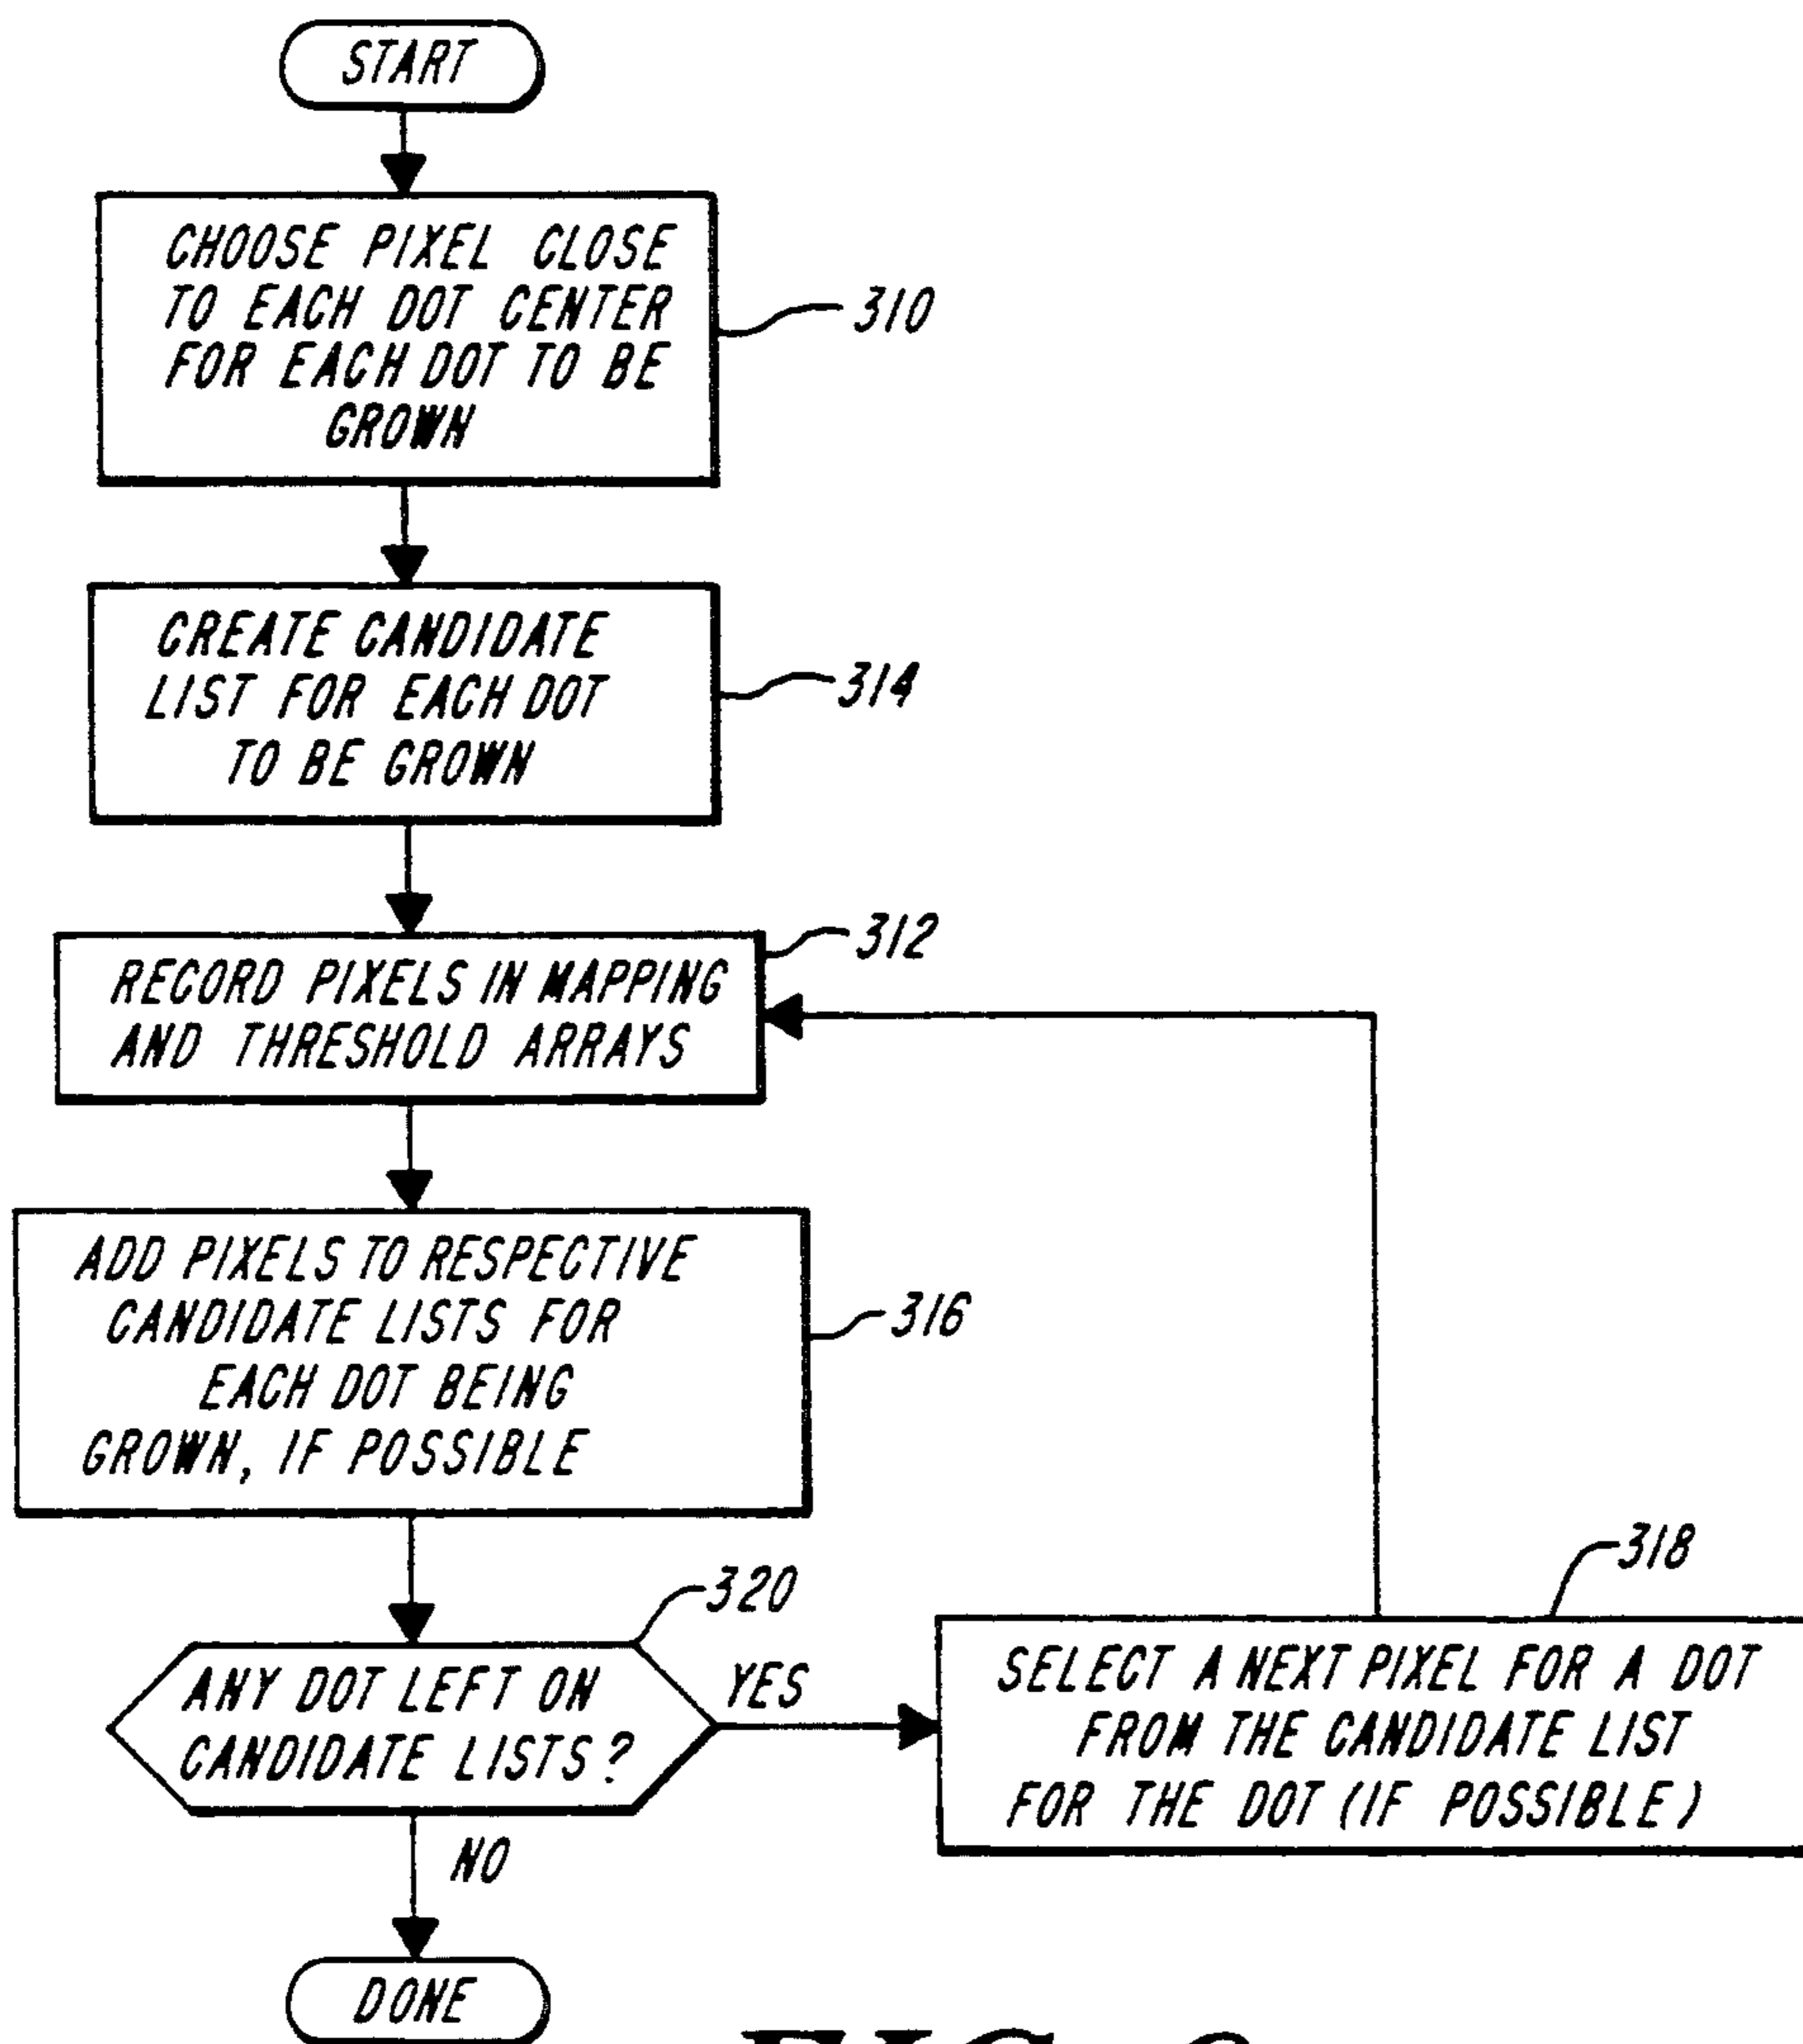 START
CHOOSE PIXEL CLOSE
TO EACH DOT CENTER
FOR EACH DOT TO BE
GROWN
310
CREATE CANDIDATE
LIST FOR EACH DOT
TO BE GROWN
314
312
RECORD PIXELS IN MAPPING
AND THRESHOLD ARRAYS
ADD PIXELS TO RESPECTIVE
CANDIDATE LISTS FOR
EACH DOT BEING
GROWN, IF POSSIBLE
316
320
ANY DOT LEFT ON
CANDIDATE LISTS?
YES
318
SELECT A NEXT PIXEL FOR A DOT
FROM THE CANDIDATE LIST
FOR THE DOT (IF POSSIBLE)
NO
DONE